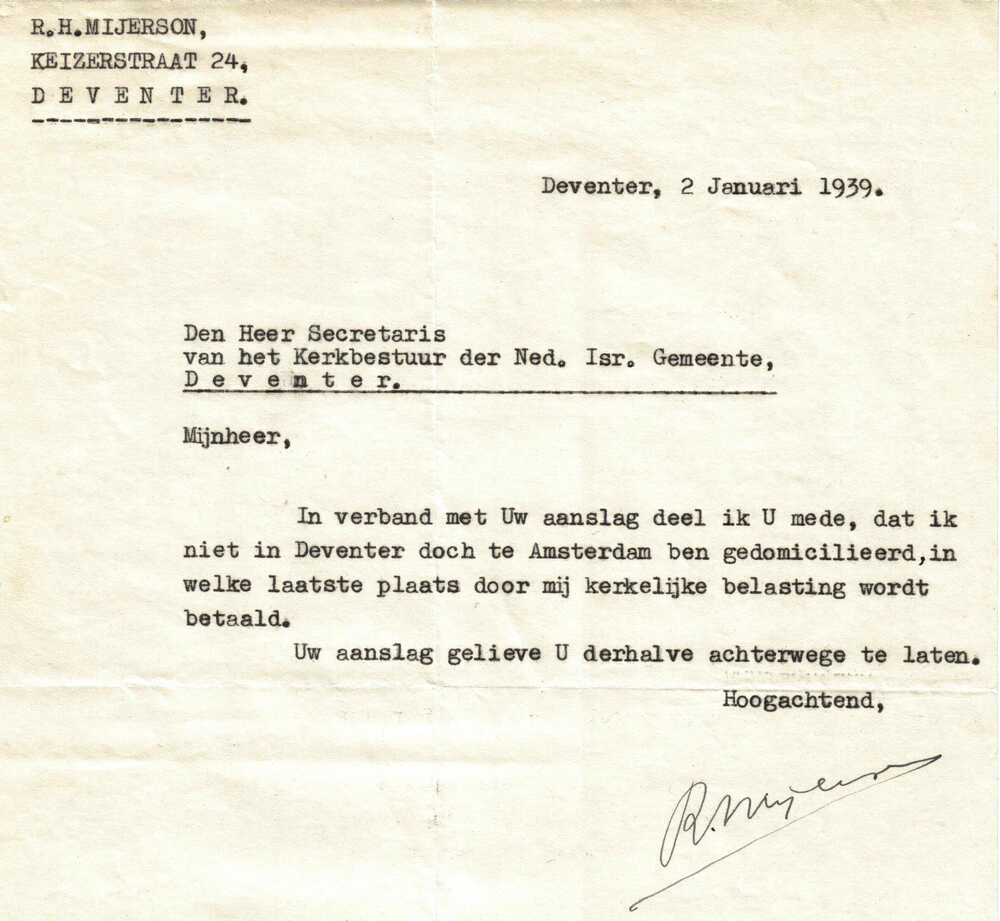 R.H.MIJERSON,
KEIZERSTRAAT 24,
D E V E N T E R.
Deventer, 2 Januari 1939.
Den Heer Secretaris
van het Kerkbestuur der Ned. Isr. Gemeente,
D e v e n t e r.
Mijnheer,
In verband met Uw aanslag deel ik U mede, dat ik
niet in Deventer doch te Amsterdam ben gedomicilieerd,in
welke laatste plaats door mij kerkelijke belasting wordt
betaald.
Uw aanslag gelieve U derhalve achterwege te laten.
Hoogachtend,
R. Mijerson